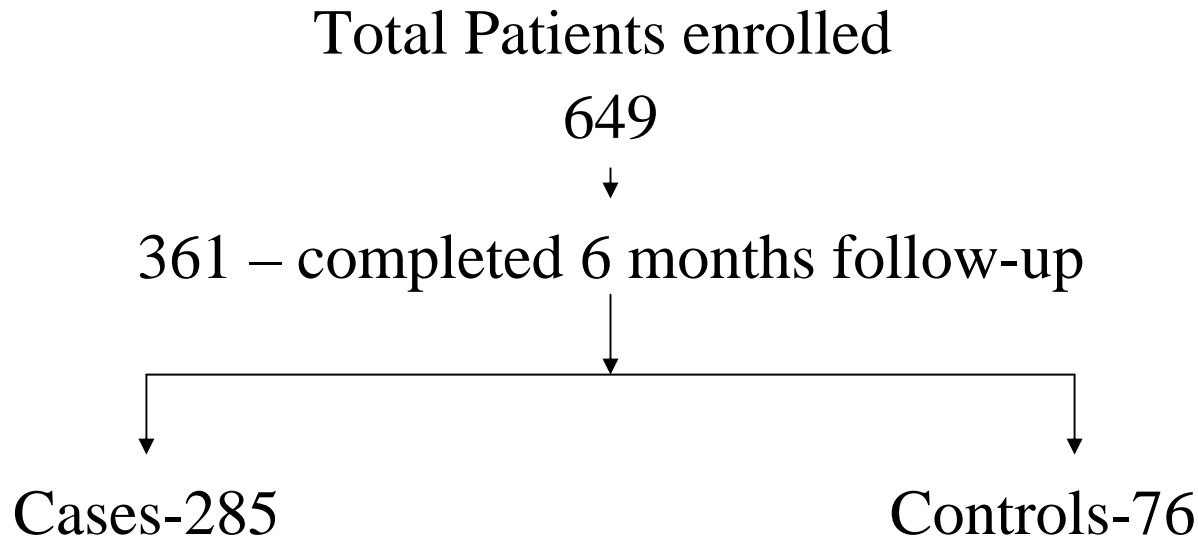 Total Patients enrolled
649
361 – completed 6 months follow-up
Cases-285
Controls-76